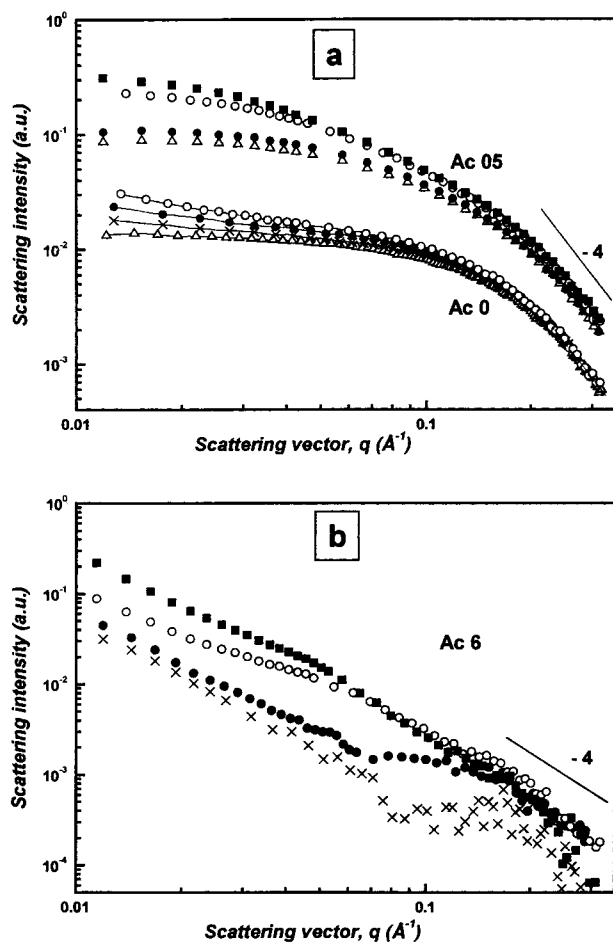 a
10⁰
10⁻¹
10⁻²
10⁻³
Scattering intensity (a.u.)
Ac 05
- 4
Ac 0
0.01
0.1
Scattering vector, q (Å⁻¹)
b
10⁰
10⁻¹
10⁻²
10⁻³
10⁻⁴
Scattering intensity (a.u.)
Ac 6
- 4
0.01
0.1
Scattering vector, q (Å⁻¹)